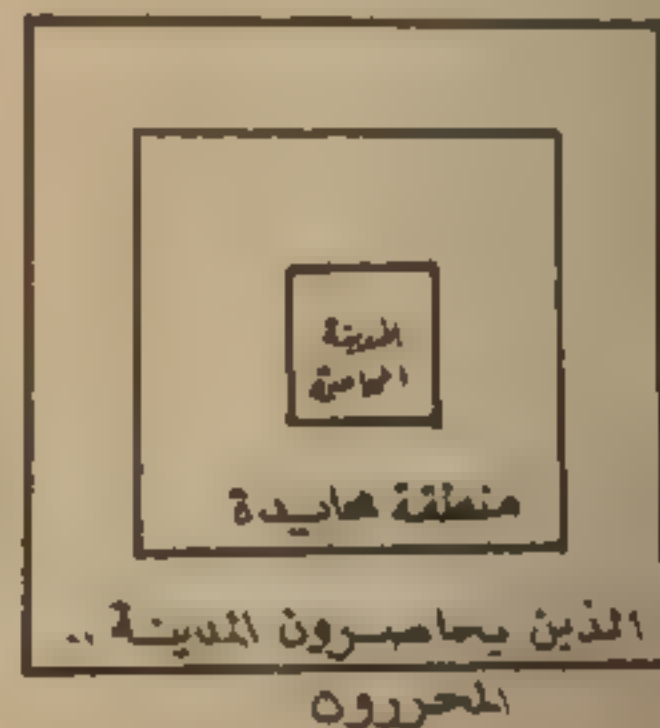 المدينة
المحاصرة
منطقة محايدة
الذين يحاصرون المدينة ..
المحررون